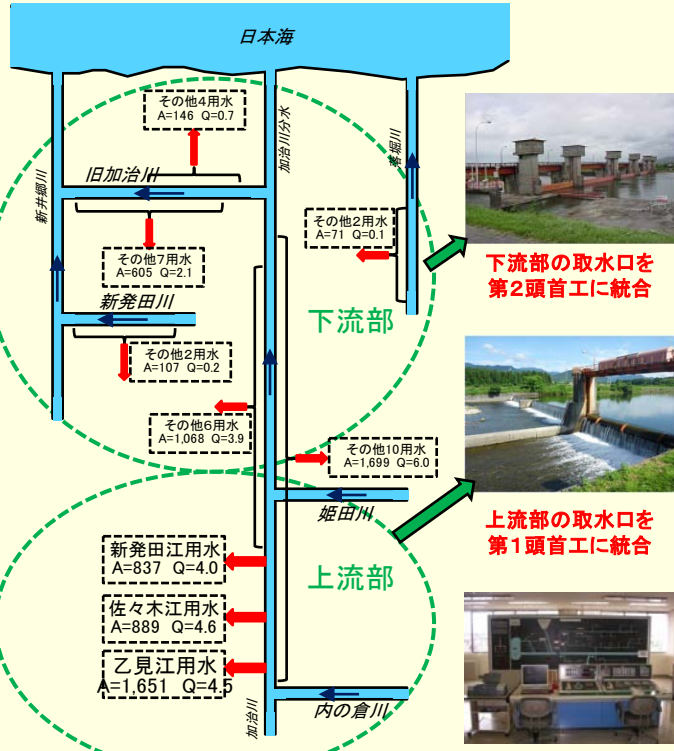 日本海
その他4用水
A=146 Q=0.7
加治川分水
落堀川
新井郷川
旧加治川
その他2用水
A=71 Q=0.1
その他7用水
A=605 Q=2.1
下流部の取水口を
第2頭首工に統合
新発田川
下流部
その他2用水
A=107 Q=0.2
その他6用水
A=1,068 Q=3.9
その他10用水
A=1,699 Q=6.0
姫田川
上流部の取水口を
第1頭首工に統合
新発田江用水
A=837 Q=4.0
上流部
佐々木江用水
A=889 Q=4.6
乙見江用水
A=1,651 Q=4.5
内の倉川
加治川